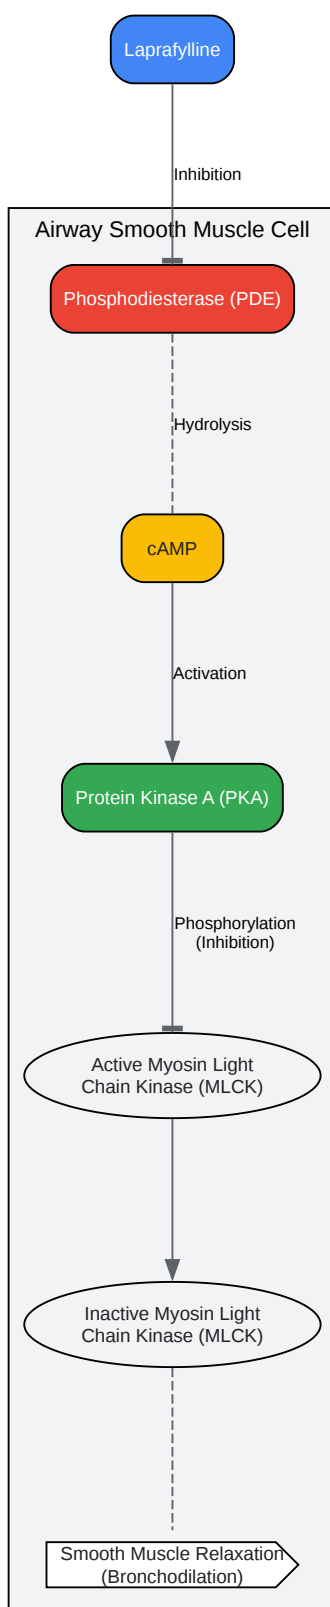 Laprafylline
Inhibition
Airway Smooth Muscle Cell
Phosphodiesterase (PDE)
Hydrolysis
cAMP
Activation
Protein Kinase A (PKA)
Phosphorylation
(Inhibition)
Active Myosin Light
Chain Kinase (MLCK)
Inactive Myosin Light
Chain Kinase (MLCK)
Smooth Muscle Relaxation
(Bronchodilation)